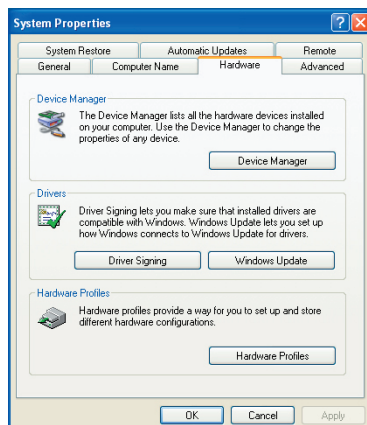 System Properties
System Restore Automatic Updates Remote
General Computer Name Hardware Advanced
Device Manager
The Device Manager lists all the hardware devices installed
on your computer. Use the Device Manager to change the
properties of any device.
Device Manager
Drivers
Driver Signing lets you make sure that installed drivers are
compatible with Windows. Windows Update lets you set up
how Windows connects to Windows Update for drivers.
Driver Signing Windows Update
Hardware Profiles
Hardware profiles provide a way for you to set up and store
different hardware configurations.
Hardware Profiles
OK Cancel Apply